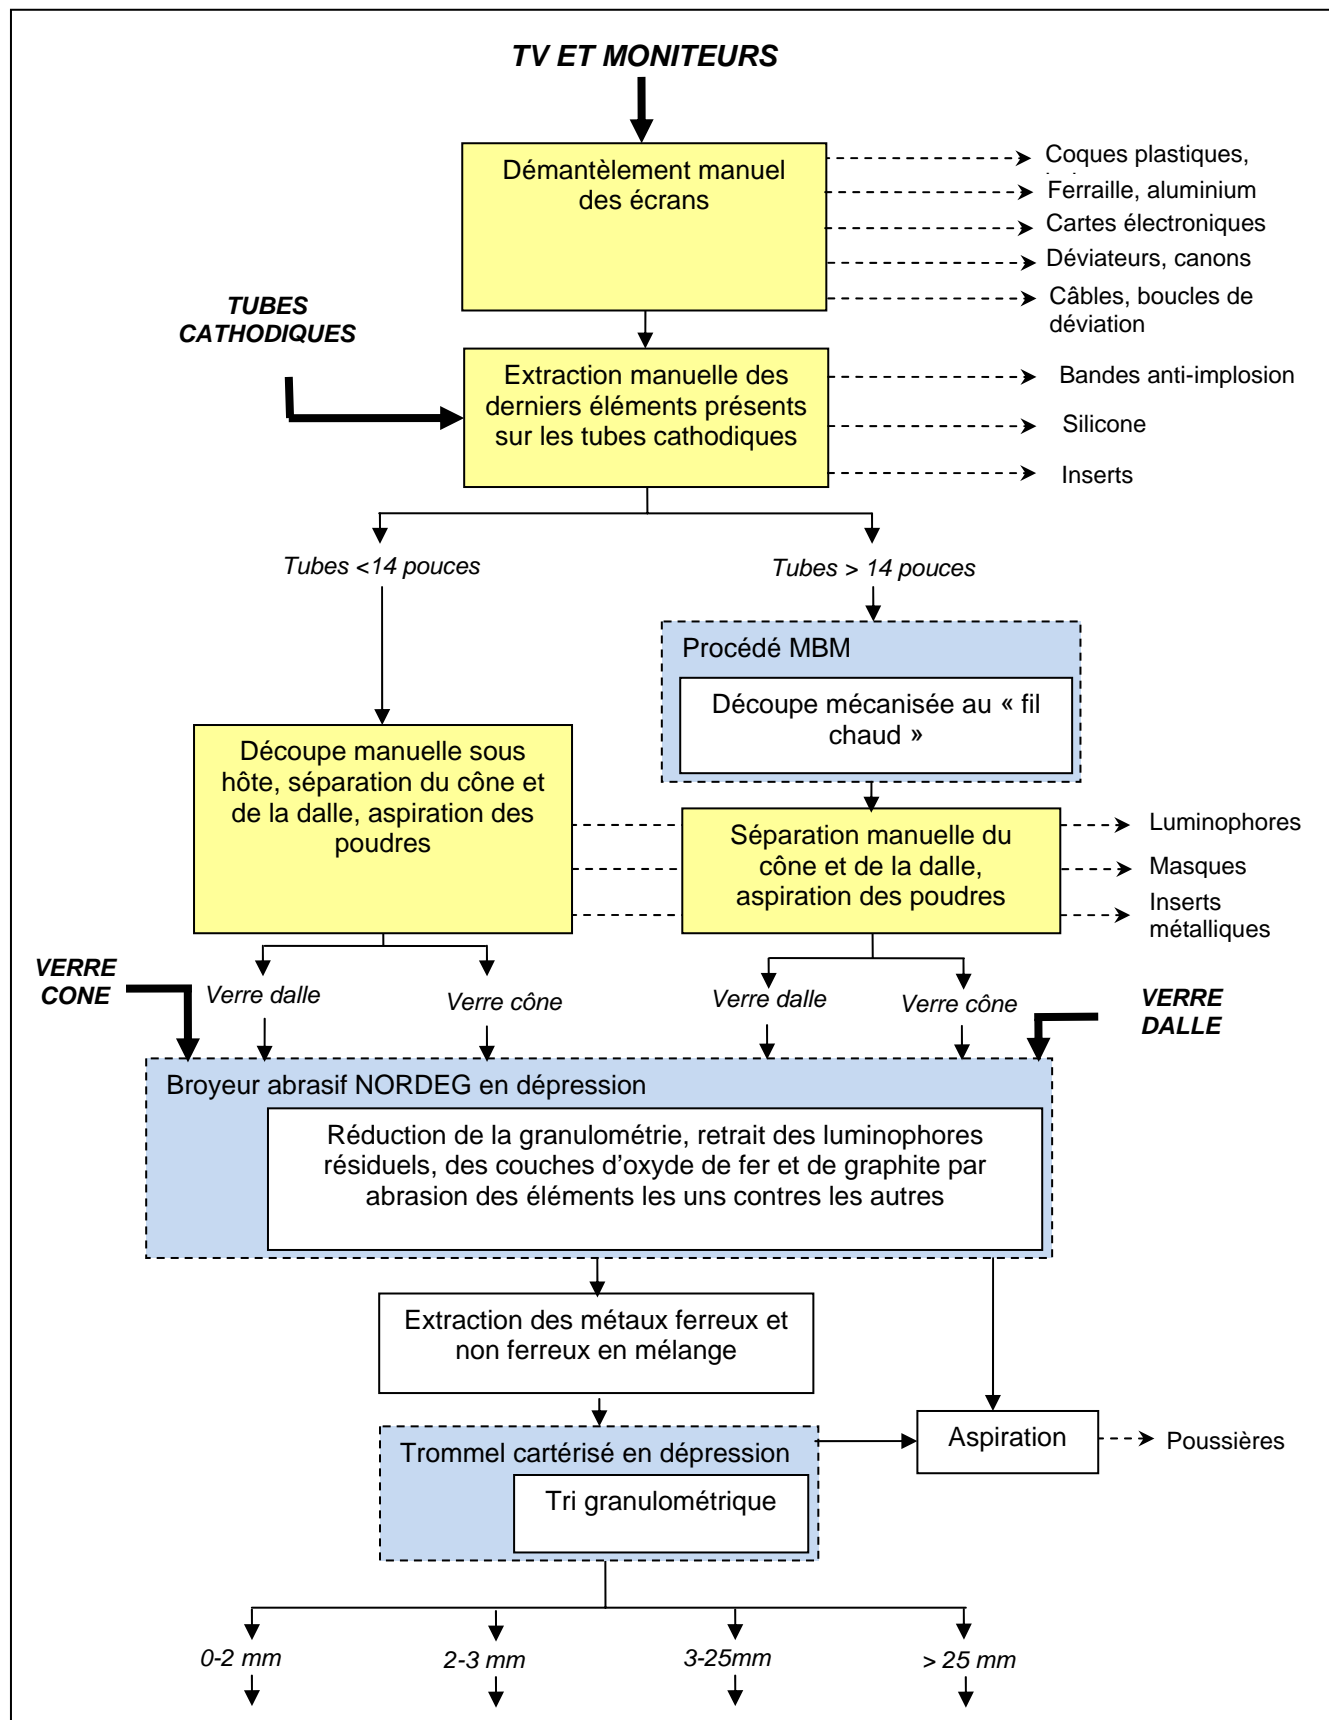 TV ET MONITEURS
Démantèlement manuel
des écrans
Coques plastiques,
Ferraille, aluminium
Cartes électroniques
Déviateurs, canons
Câbles, boucles de
déviation
TUBES
CATHODIQUES
Extraction manuelle des
derniers éléments présents
sur les tubes cathodiques
Bandes anti-implosion
Silicone
Inserts
Tubes <14 pouces
Tubes > 14 pouces
Procédé MBM
Découpe mécanisée au « fil
chaud »
Découpe manuelle sous
hôte, séparation du cône et
de la dalle, aspiration des
poudres
Séparation manuelle du
cône et de la dalle,
aspiration des poudres
Luminophores
Masques
Inserts
métalliques
VERRE
CONE
Verre dalle
Verre cône
Verre dalle
Verre cône
VERRE
DALLE
Broyeur abrasif NORDEG en dépression
Réduction de la granulométrie, retrait des luminophores
résiduels, des couches d’oxyde de fer et de graphite par
abrasion des éléments les uns contres les autres
Extraction des métaux ferreux et
non ferreux en mélange
Trommel cartérisé en dépression
Tri granulométrique
Aspiration
Poussières
0-2 mm
2-3 mm
3-25mm
> 25 mm